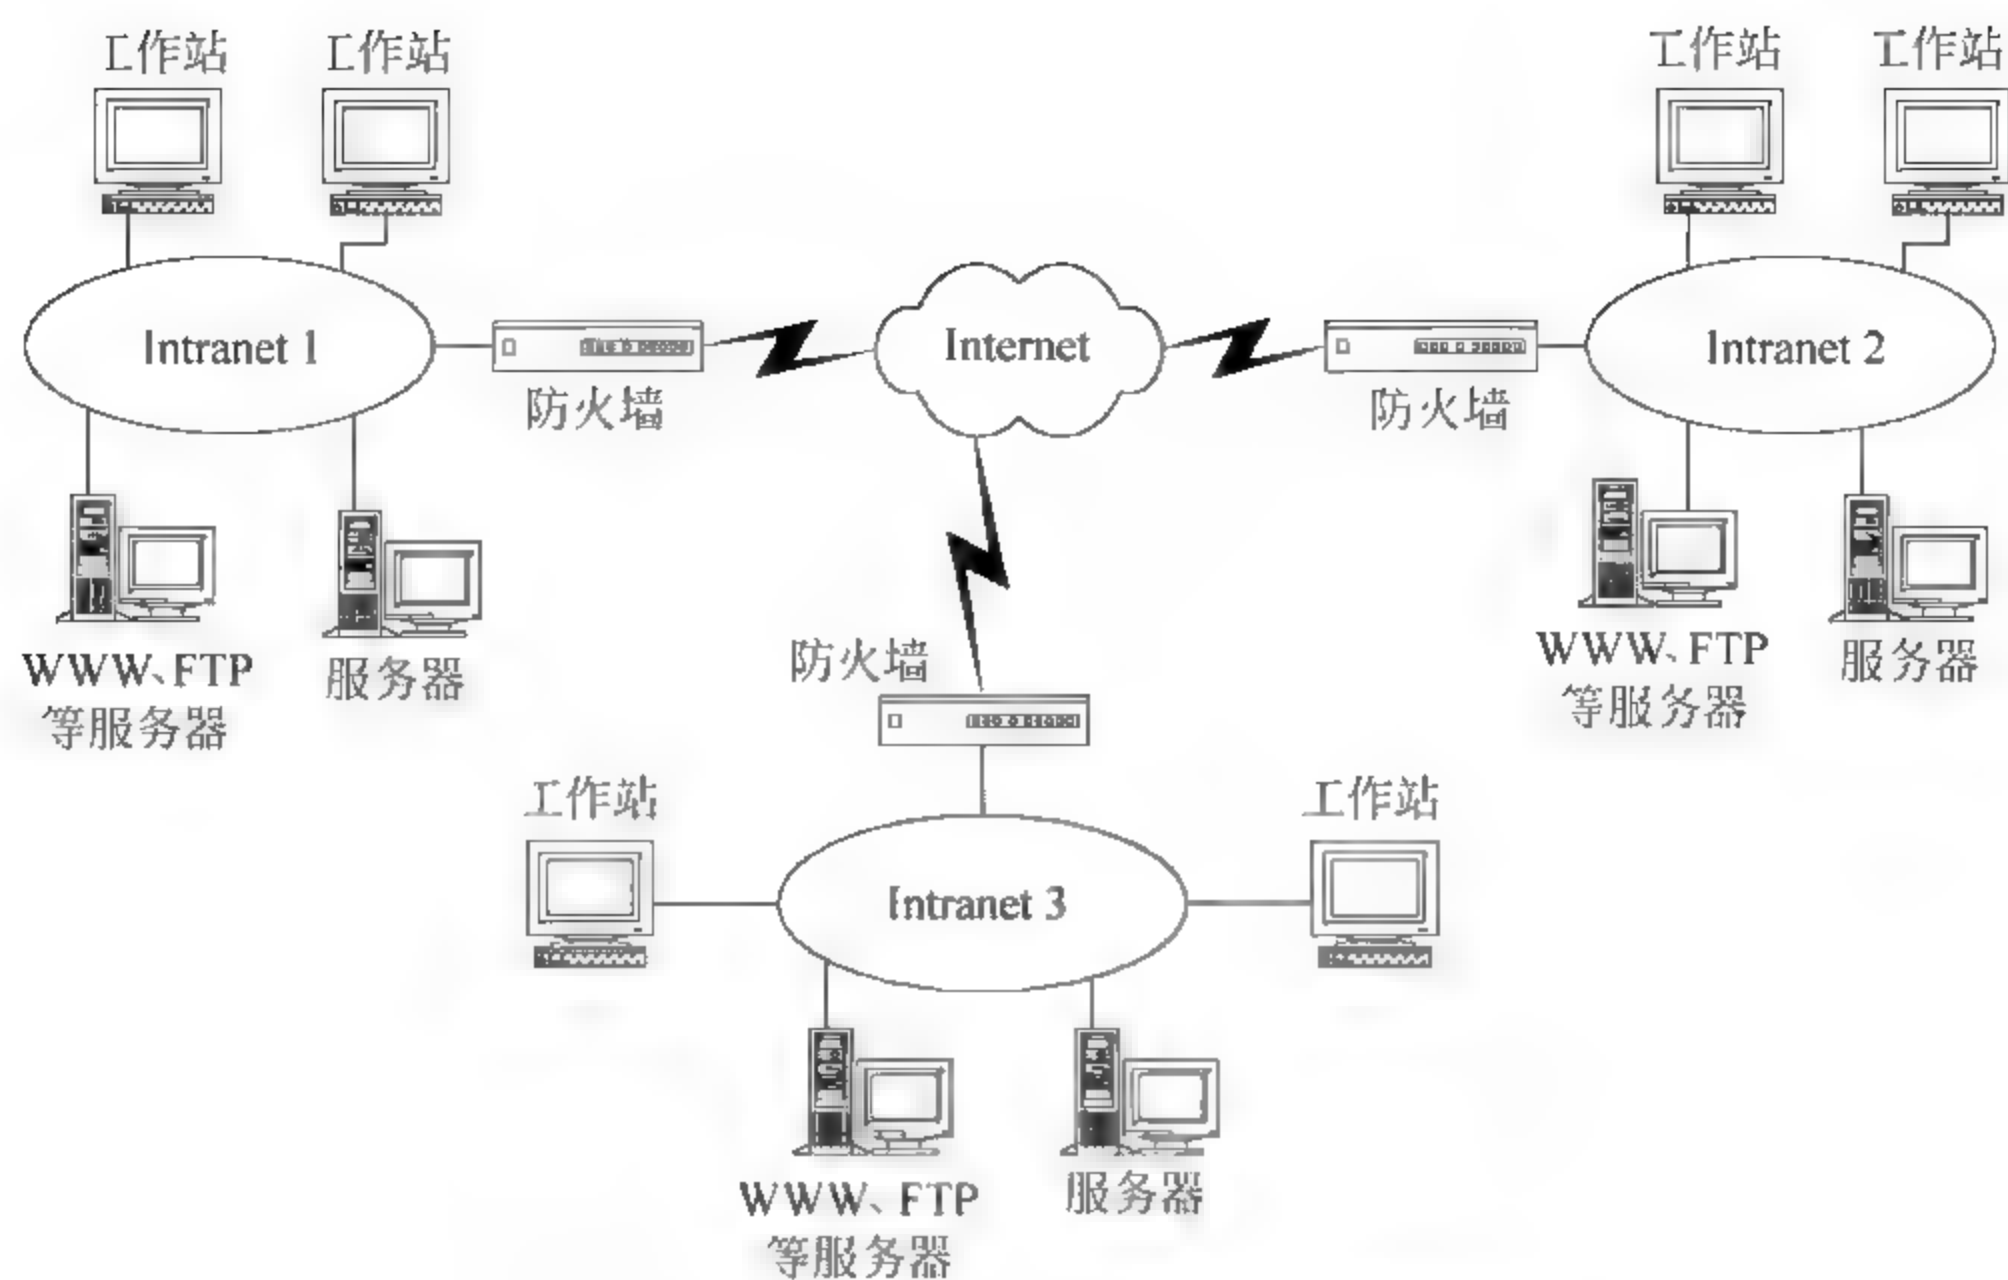 工作站
工作站
工作站
工作站
Intranet 1
Internet
Intranet 2
防火墙
防火墙
WWW、FTP
等服务器
服务器
WWW、FTP
等服务器
服务器
防火墙
工作站
工作站
Intranet 3
WWW、FTP
等服务器
服务器